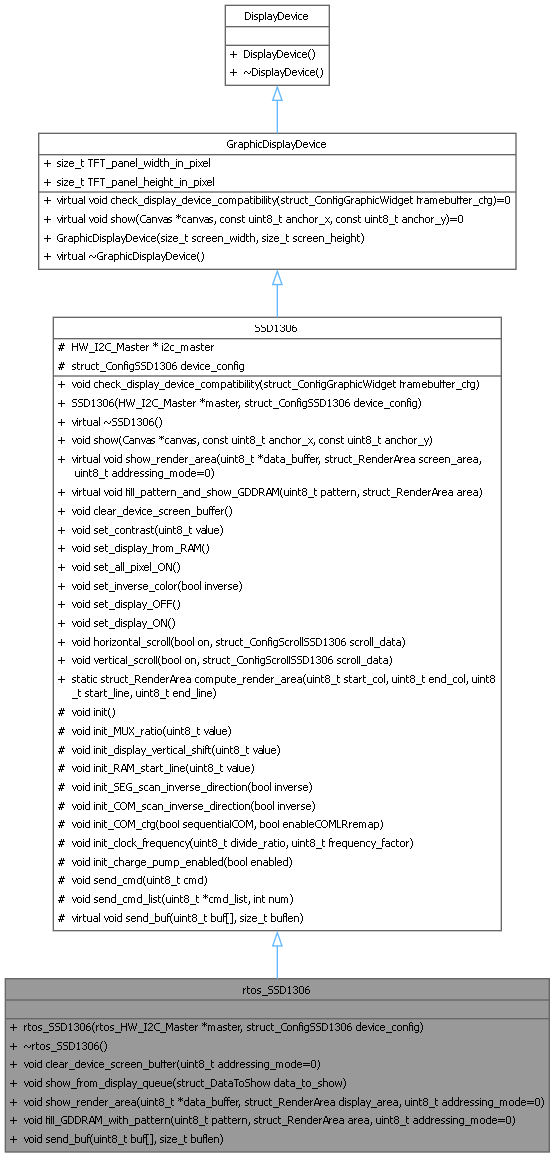 DisplayDevice
+ DisplayDevice()
+ ~DisplayDevice()
GraphicDisplayDevice
+ size_t TFT_panel_width_in_pixel
+ size_t TFT_panel_height_in_pixel
+ virtual void check_display_device_compatibility(struct_ConfigGraphicWidget framebuffer_cfg)=0
+ virtual void show(Canvas *canvas, const uint8_t anchor_x, const uint8_t anchor_y)=0
+ GraphicDisplayDevice(size_t screen_width, size_t screen_height)
+ virtual ~GraphicDisplayDevice()
SSD1306
# HW_I2C_Master * i2c_master
# struct_ConfigSSD1306 device_config
+ void check_display_device_compatibility(struct_ConfigGraphicWidget framebuffer_cfg)
+ SSD1306(HW_I2C_Master *master, struct_ConfigSSD1306 device_config)
+ virtual ~SSD1306()
+ void show(Canvas *canvas, const uint8_t anchor_x, const uint8_t anchor_y)
+ virtual void show_render_area(uint8_t *data_buffer, struct_RenderArea screen_area,
uint8_t addressing_mode=0)
+ virtual void fill_pattern_and_show_GDDRAM(uint8_t pattern, struct_RenderArea area)
+ void clear_device_screen_buffer()
+ void set_contrast(uint8_t value)
+ void set_display_from_RAM()
+ void set_all_pixel_ON()
+ void set_inverse_color(bool inverse)
+ void set_display_OFF()
+ void set_display_ON()
+ void horizontal_scroll(bool on, struct_ConfigScrollSSD1306 scroll_data)
+ void vertical_scroll(bool on, struct_ConfigScrollSSD1306 scroll_data)
+ static struct_RenderArea compute_render_area(uint8_t start_col, uint8_t end_col, uint8
_t start_line, uint8_t end_line)
# void init()
# void init_MUX_ratio(uint8_t value)
# void init_display_vertical_shift(uint8_t value)
# void init_RAM_start_line(uint8_t value)
# void init_SEG_scan_inverse_direction(bool inverse)
# void init_COM_scan_inverse_direction(bool inverse)
# void init_COM_cfg(bool sequentialCOM, bool enableCOMLRremap)
# void init_clock_frequency(uint8_t divide_ratio, uint8_t frequency_factor)
# void init_charge_pump_enabled(bool enabled)
# void send_cmd(uint8_t cmd)
# void send_cmd_list(uint8_t *cmd_list, int num)
# virtual void send_buf(uint8_t buf[], size_t buflen)
rtos_SSD1306
+ rtos_SSD1306(rtos_HW_I2C_Master *master, struct_ConfigSSD1306 device_config)
+ ~rtos_SSD1306()
+ void clear_device_screen_buffer(uint8_t addressing_mode=0)
+ void show_from_display_queue(struct_DataToShow data_to_show)
+ void show_render_area(uint8_t *data_buffer, struct_RenderArea display_area, uint8_t addressing_mode=0)
+ void fill_GDDRAM_with_pattern(uint8_t pattern, struct_RenderArea area, uint8_t addressing_mode=0)
+ void send_buf(uint8_t buf[], size_t buflen)